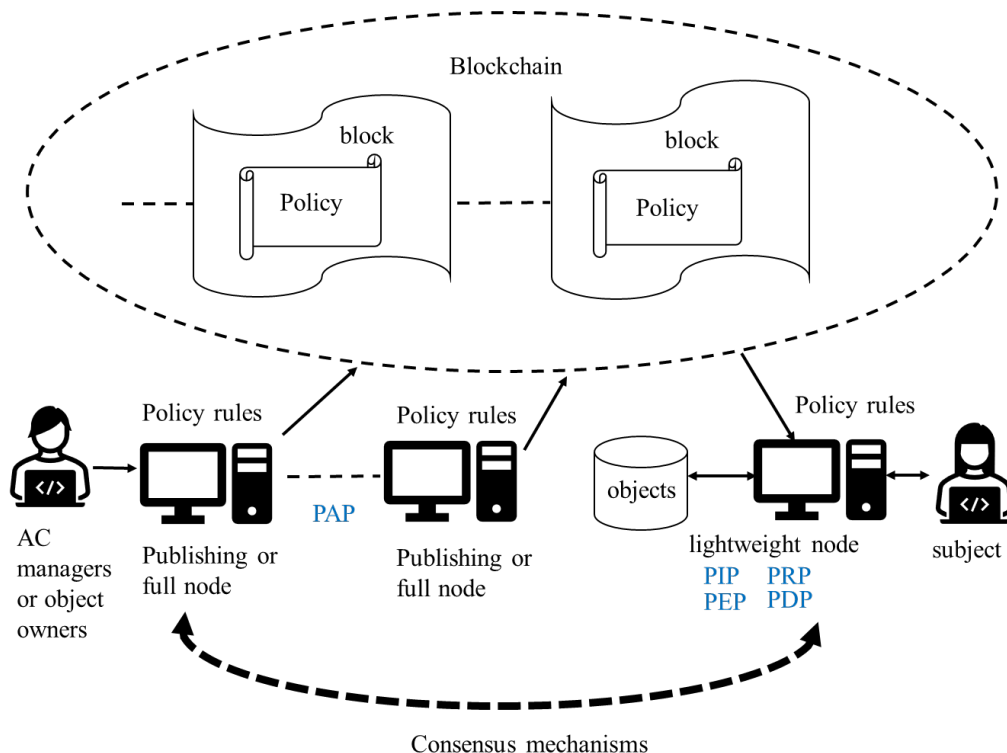 Blockchain
block
Policy
block
Policy
Policy rules
Policy rules
Policy rules
</>
PAP
objects
</>
AC
managers
or object
owners
Publishing or
full node
Publishing or
full node
lightweight node
PIP PRP
PEP PDP
subject
Consensus mechanisms